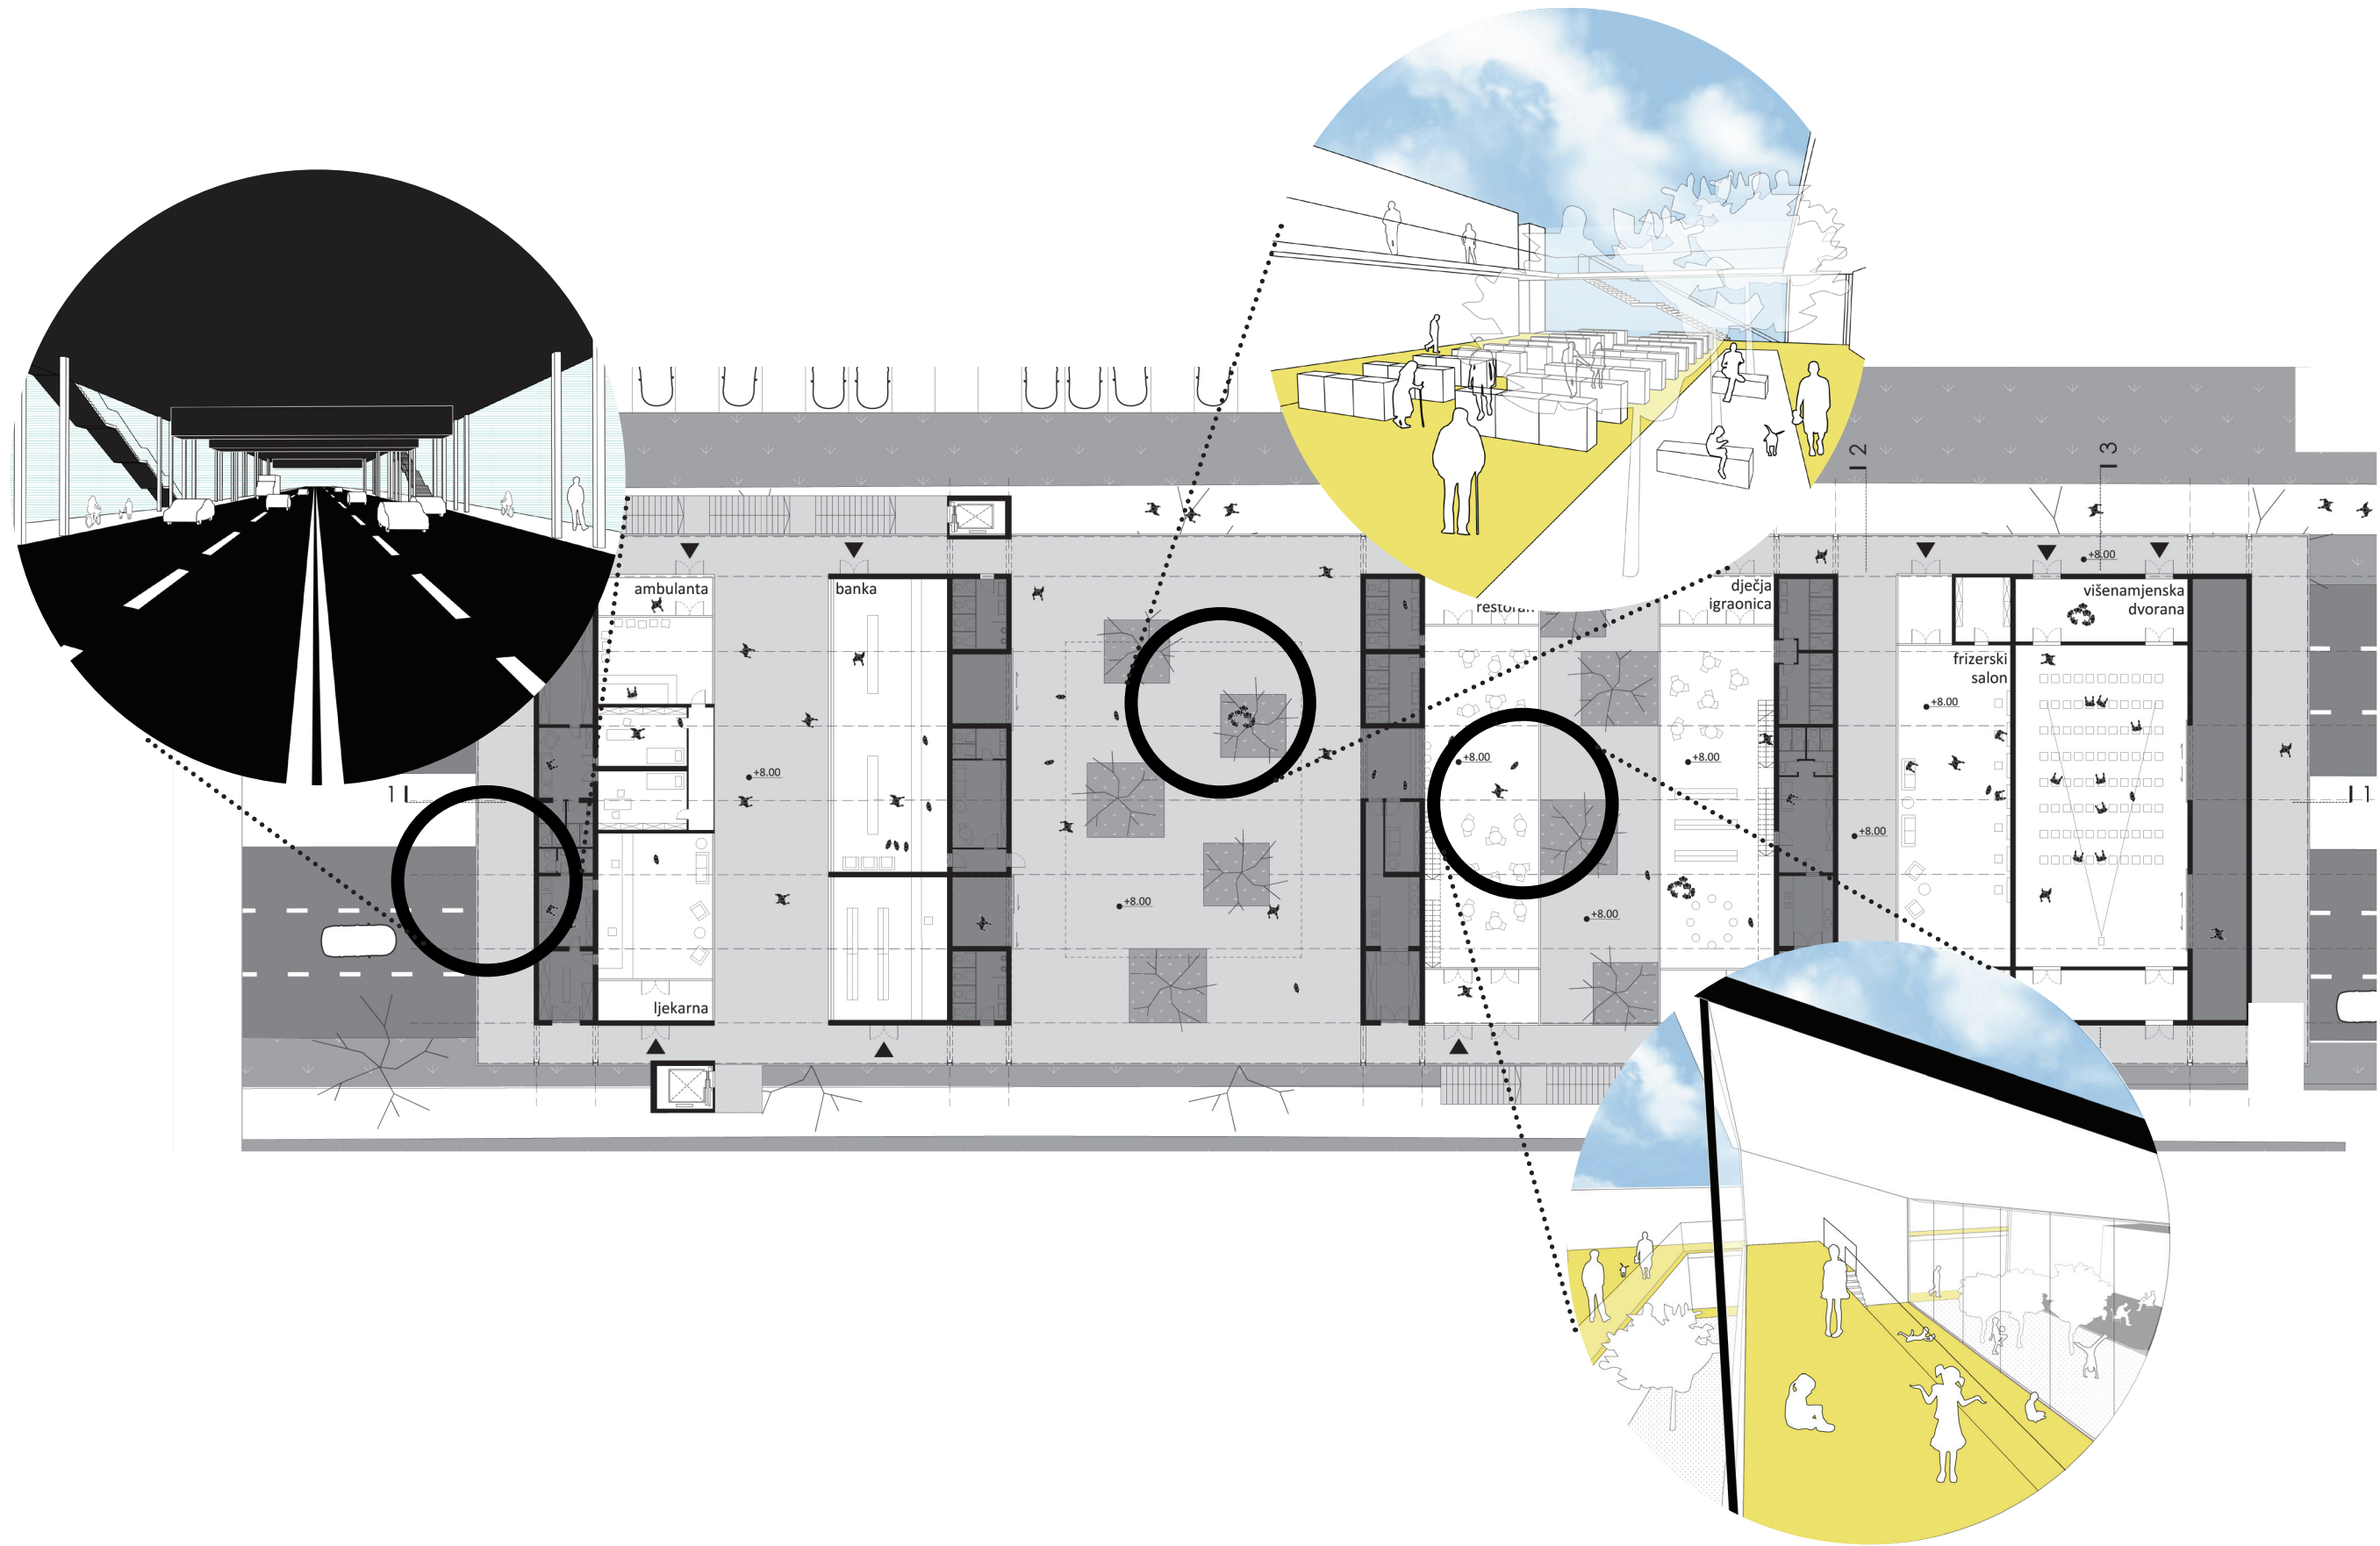 2
3
+8.00
ambulanta
banka
restoran
dječja
igraonica
višenamjenska
dvorana
frizerski
salon
+8.00
+8.00
+8.00
+8.00
1
1
+8.00
+8.00
+8.00
ljekarna